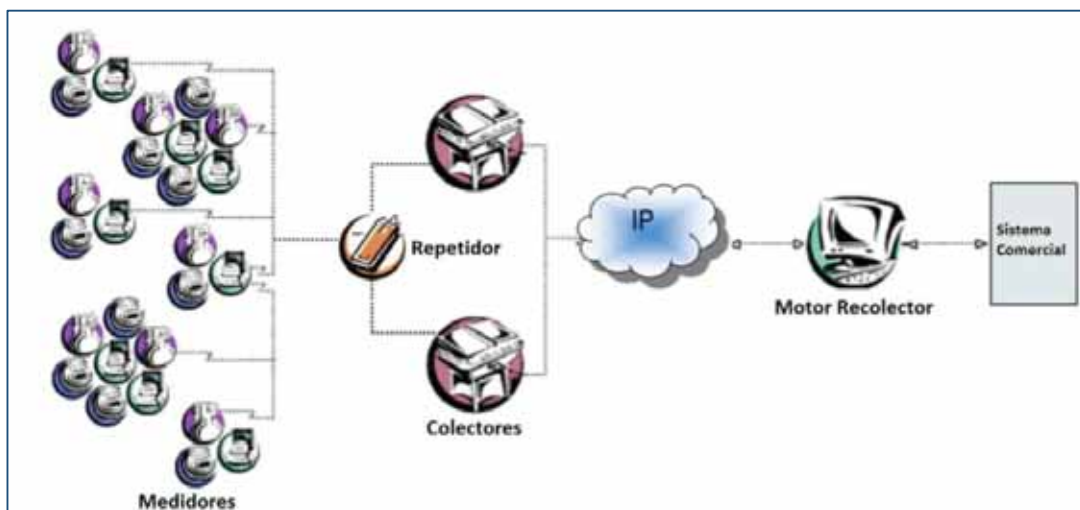 Repetidor
IP
Sistema
Comercial
Motor Recolector
Colectores
Medidores